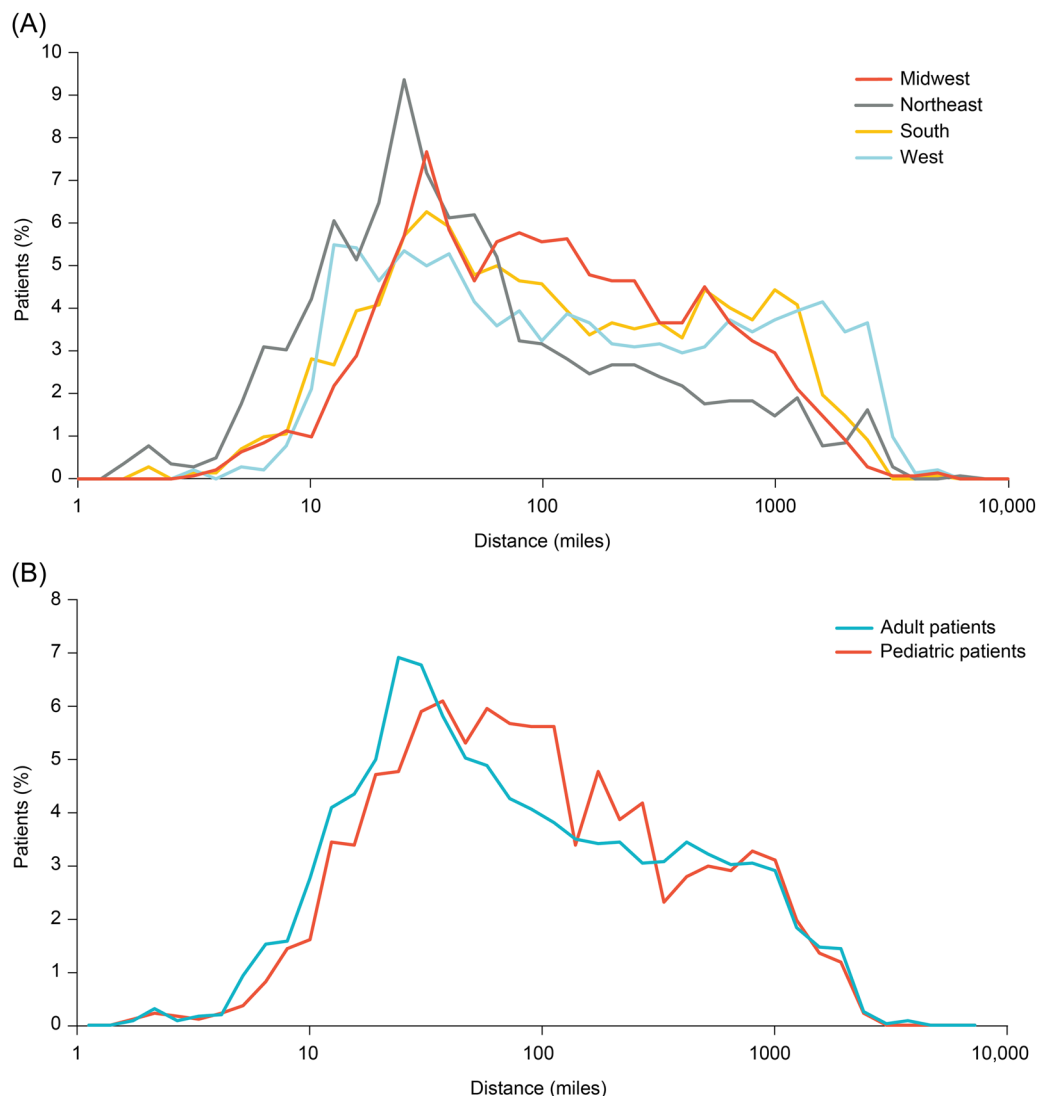 (A)
10
9
8
7
6
5
4
3
2
1
0
Patients (%)
Midwest
Northeast
South
West
1
10
100
1000
10,000
Distance (miles)
(B)
8
7
6
5
4
3
2
1
0
Patients (%)
Adult patients
Pediatric patients
1
10
100
1000
10,000
Distance (miles)